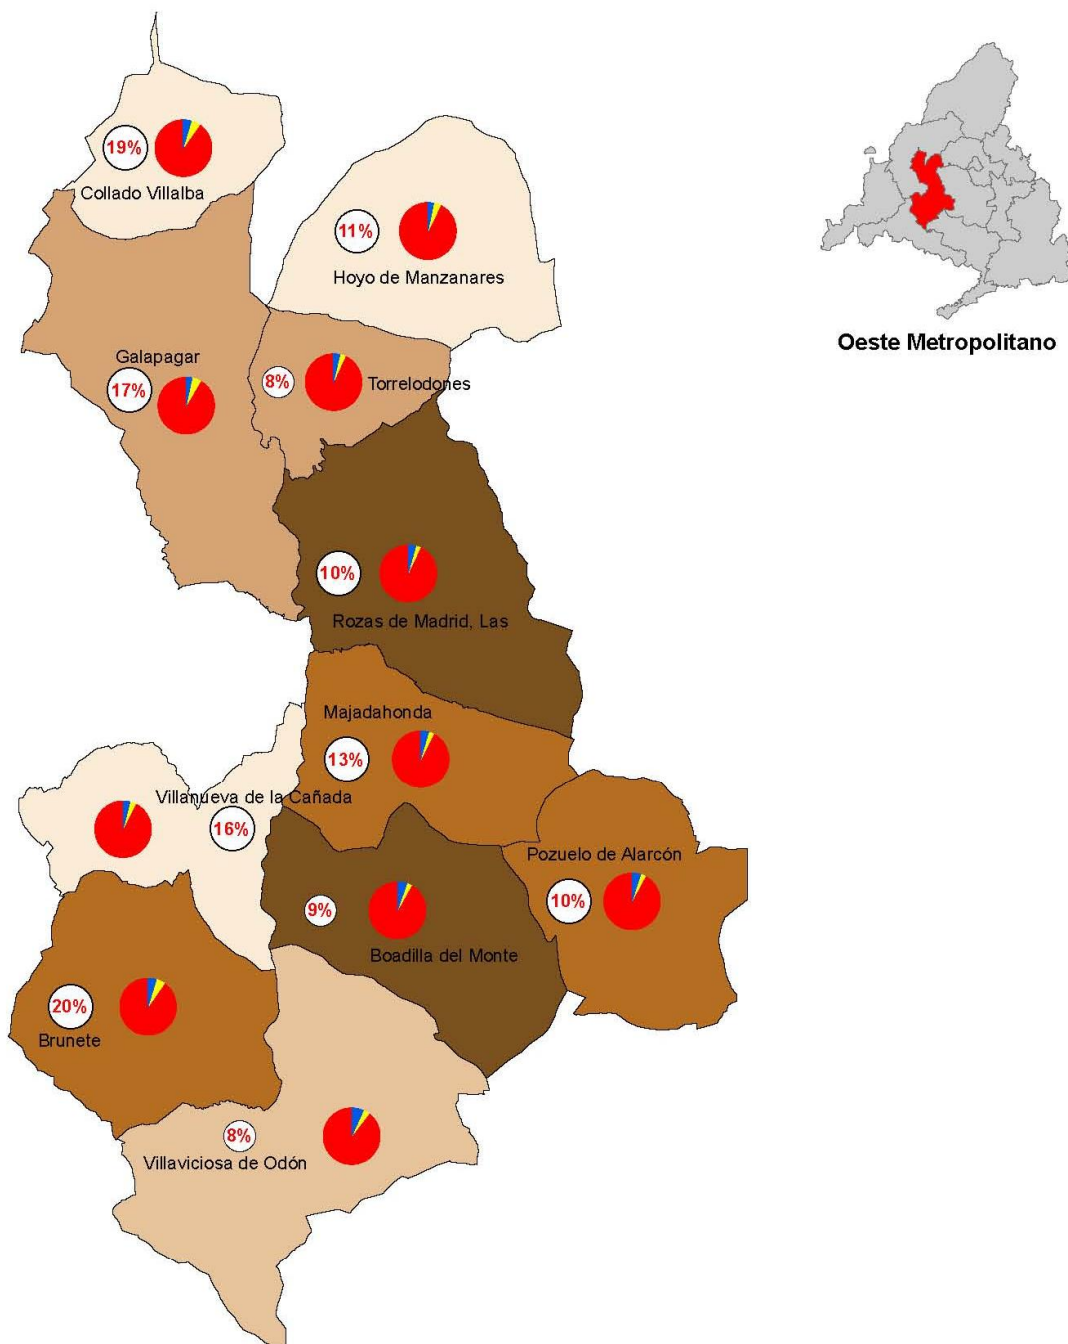 19%
Collado Villalba
11%
Hoyo de Manzanares
Oeste Metropolitano
Galapagar
17%
8%
Torrelodones
10%
Rozas de Madrid, Las
Majadahonda
13%
Villanueva de la Cañada
16%
Pozuelo de Alarcón
10%
9%
Boadilla del Monte
20%
Brunete
8%
Villaviciosa de Odón